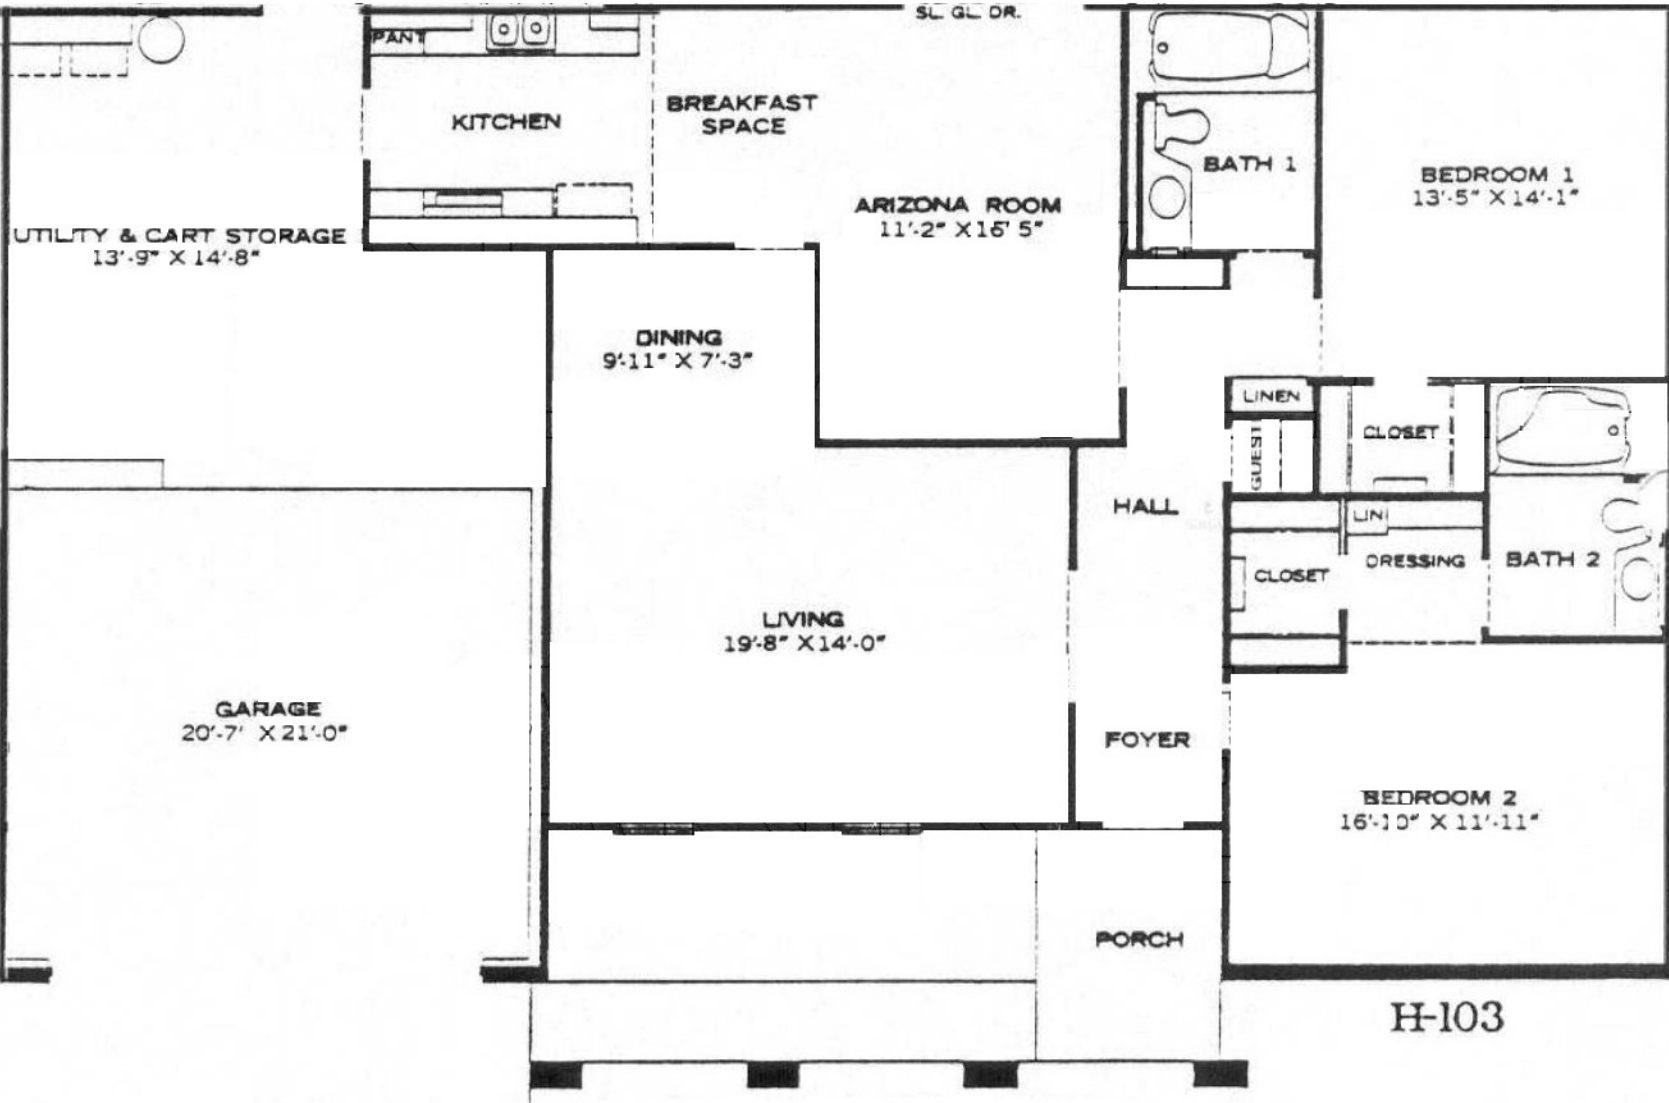 SL. GL. DR.
PANT
KITCHEN
BREAKFAST
SPACE
BATH 1
BEDROOM 1
13'-5" X 14'-1"
ARIZONA ROOM
11'-2" X 16' 5"
UTILITY & CART STORAGE
13'-9" X 14'-8"
DINING
9'-11" X 7'-3"
LINEN
GUEST
CLOSET
HALL
LIN
CLOSET
DRESSING
BATH 2
LIVING
19'-8" X 14'-0"
GARAGE
20'-7' X 21'-0"
FOYER
BEDROOM 2
16'-10" X 11'-11"
PORCH
H-103